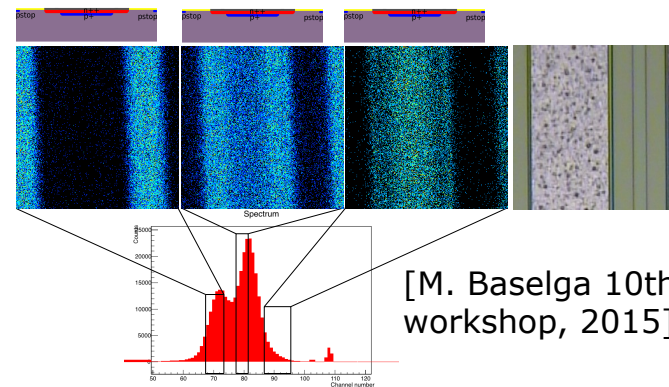 pstop n++ pstop
p+
pstop n++ pstop
p+
pstop n++ pstop
p+
Spectrum
Counts
25000
20000
15000
10000
5000
0
50 60 70 80 90 100 110 120
Channel number
[M. Baselga 10th
workshop, 2015]